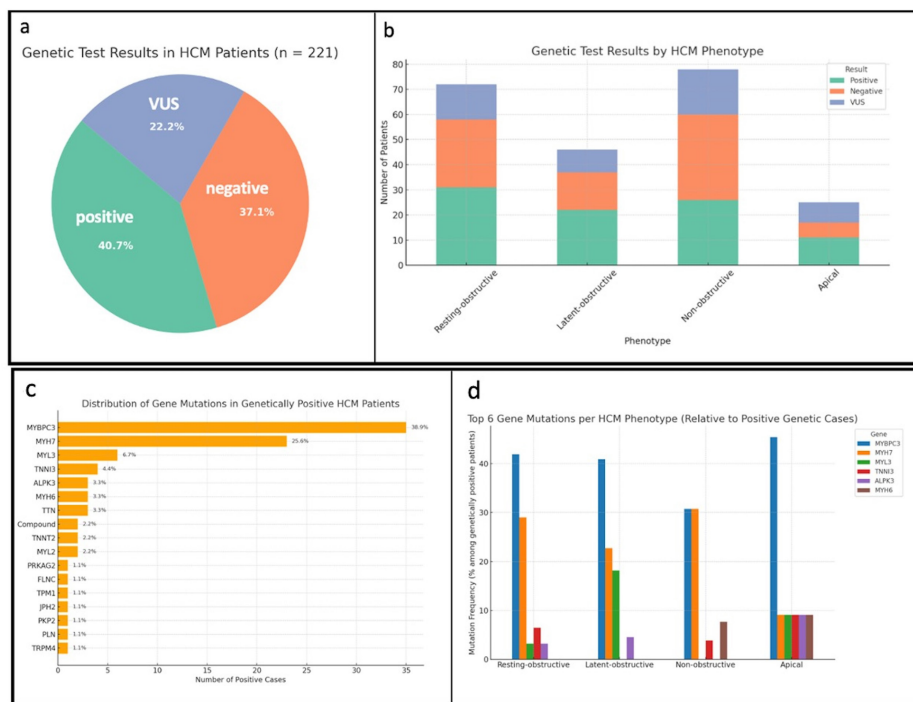 a
Genetic Test Results in HCM Patients (n = 221)
VUS
22.2%
negative
37.1%
positive
40.7%
b
Genetic Test Results by HCM Phenotype
Result
Positive
Negative
VUS
Number of Patients
80
70
60
50
40
30
20
10
0
Resting-obstructive
Latent-obstructive
Non-obstructive
Apical
Phenotype
c
Distribution of Gene Mutations in Genetically Positive HCM Patients
MYBPC3 38.9%
MYH7 25.6%
MYL3 6.7%
TNNI3 4.4%
ALPK3 3.3%
MYH6 3.3%
TTN 3.3%
Compound 2.2%
TNNT2 2.2%
MYL2 2.2%
PRKAG2 1.1%
FLNC 1.1%
TPM1 1.1%
JPH2 1.1%
PKP2 1.1%
PLN 1.1%
TRPM4 1.1%
0 5 10 15 20 25 30 35
Number of Positive Cases
d
Top 6 Gene Mutations per HCM Phenotype (Relative to Positive Genetic Cases)
Gene
MYBPC3
MYH7
MYL3
TNNI3
ALPK3
MYH6
Mutation Frequency (% among genetically positive patients)
40
30
20
10
0
Resting-obstructive
Latent-obstructive
Non-obstructive
Apical